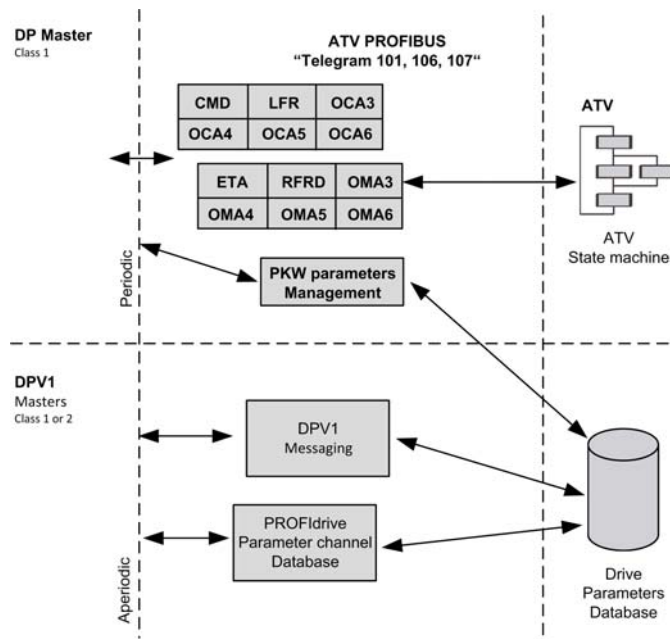 DP Master
Class 1
ATV PROFIBUS
“Telegram 101, 106, 107“
CMD LFR OCA3
OCA4 OCA5 OCA6
ETA RFRD OMA3
OMA4 OMA5 OMA6
ATV
ATV
State machine
Periodic
PKW parameters
Management
DPV1
Masters
Class 1 or 2
DPV1
Messaging
PROFIdrive
Parameter channel
Database
Aperiodic
Drive
Parameters
Database